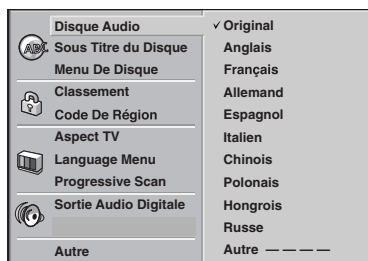 Disque Audio
Sous Titre du Disque
Menu De Disque
Classement
Code De Région
Aspect TV
Language Menu
Progressive Scan
Sortie Audio Digitale
Autre
✓ Original
Anglais
Français
Allemand
Espagnol
Italien
Chinois
Polonais
Hongrois
Russe
Autre — — — —
ABC